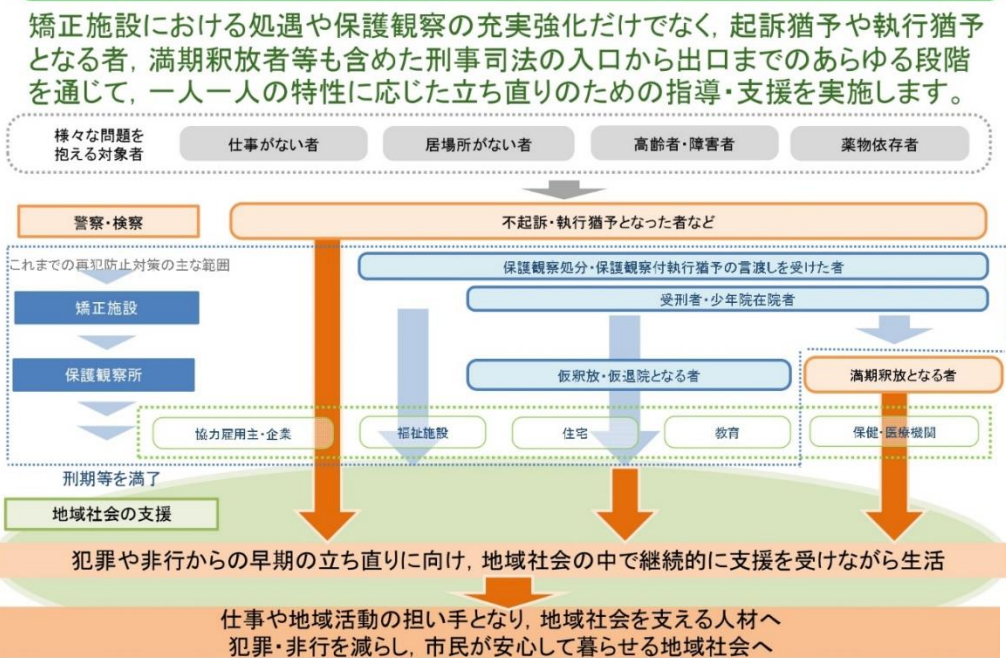 矯正施設における処遇や保護観察の充実強化だけでなく，起訴猶予や執行猶予
となる者，満期釈放者等も含めた刑事司法の入口から出口までのあらゆる段階
を通じて，一人一人の特性に応じた立ち直りのための指導・支援を実施します。
様々な問題を
抱える対象者
仕事がない者
居場所がない者
高齢者・障害者
薬物依存者
警察・検察
不起訴・執行猶予となった者など
これまでの再犯防止対策の主な範囲
保護観察処分・保護観察付執行猶予の言渡しを受けた者
矯正施設
受刑者・少年院在院者
保護観察所
仮釈放・仮退院となる者
満期釈放となる者
協力雇用主・企業
福祉施設
住宅
教育
保健・医療機関
刑期等を満了
地域社会の支援
犯罪や非行からの早期の立ち直りに向け，地域社会の中で継続的に支援を受けながら生活
仕事や地域活動の担い手となり，地域社会を支える人材へ
犯罪・非行を減らし，市民が安心して暮らせる地域社会へ